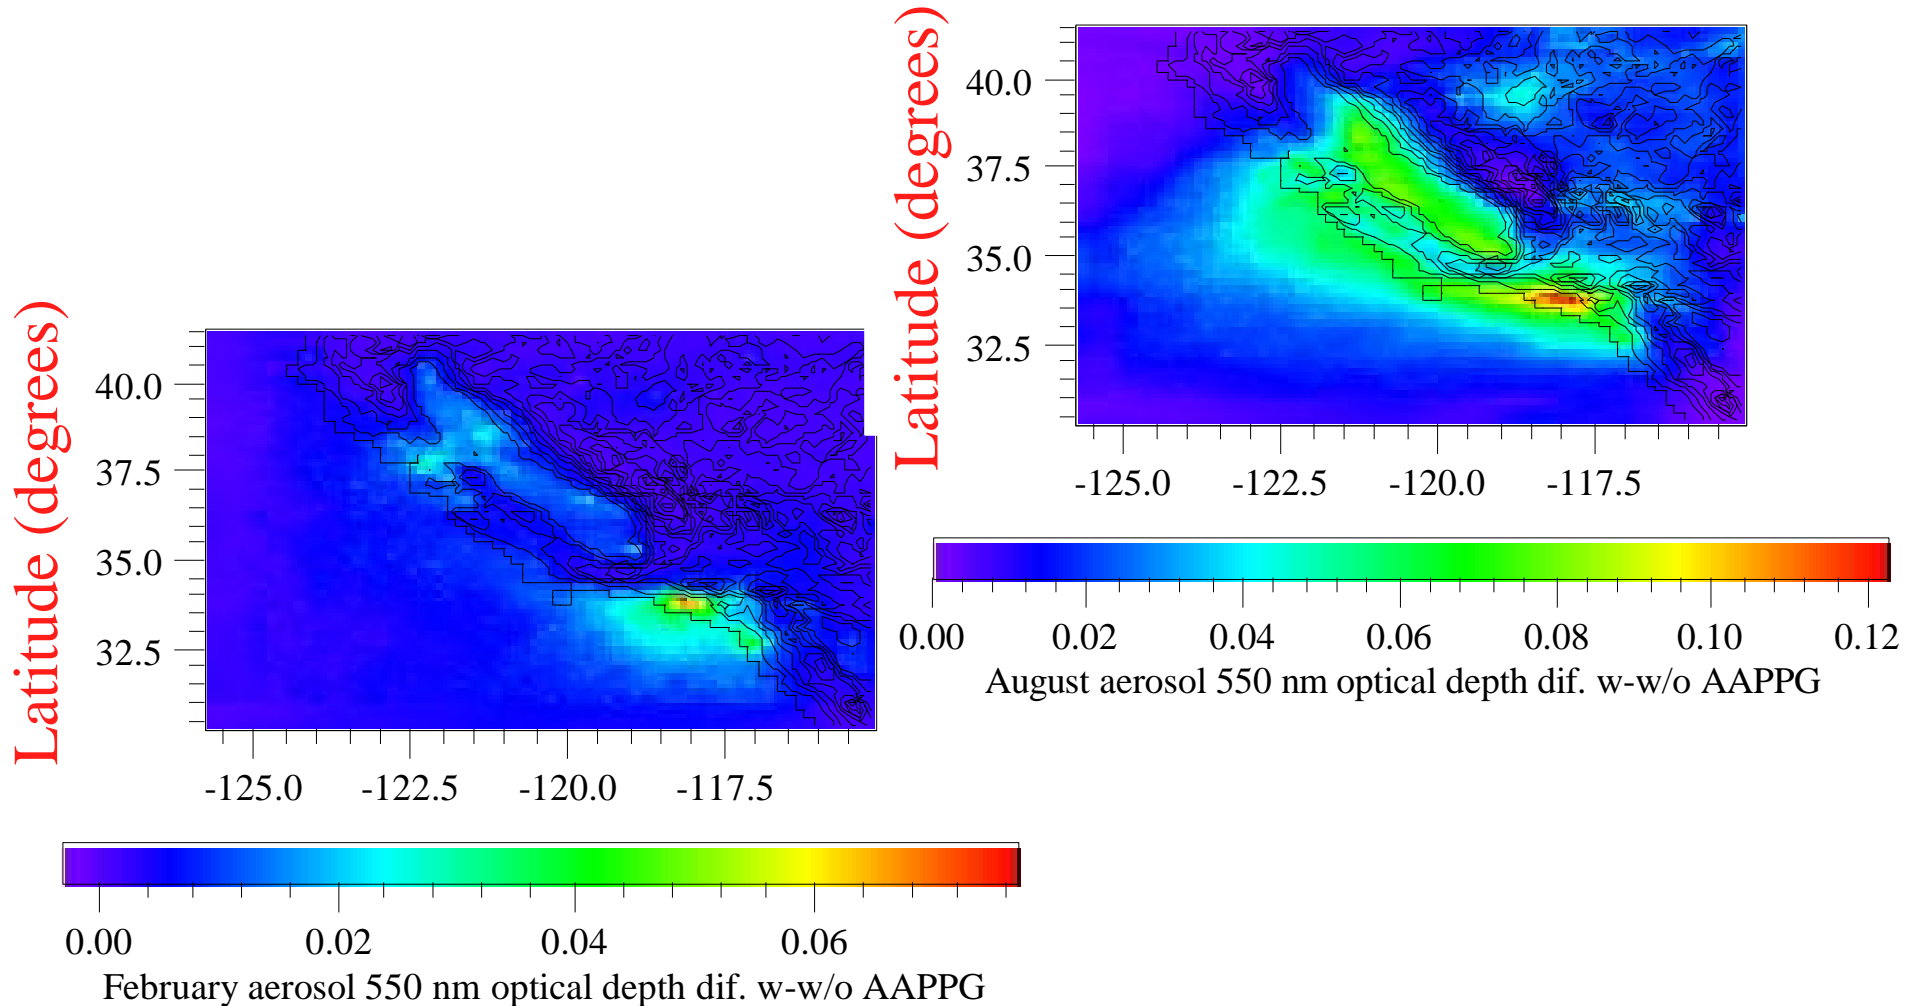 Latitude (degrees)
40.0
37.5
35.0
32.5
-125.0 -122.5 -120.0 -117.5
0.00 0.02 0.04 0.06 0.08 0.10 0.12
August aerosol 550 nm optical depth dif. w-w/o AAPPG
Latitude (degrees)
40.0
37.5
35.0
32.5
-125.0 -122.5 -120.0 -117.5
0.00 0.02 0.04 0.06
February aerosol 550 nm optical depth dif. w-w/o AAPPG